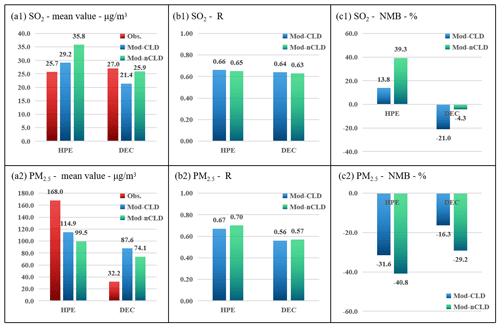 (a1) SO2 - mean value - μg/m³
Obs.
Mod-CLD
Mod-nCLD
40.0
35.0
30.0
25.0
20.0
15.0
10.0
5.0
0.0
25.7
29.2
35.8
27.0
21.4
25.9
HPE
DEC
(b1) SO2 - R
Mod-CLD
Mod-nCLD
1.00
0.80
0.60
0.40
0.20
0.00
0.66
0.65
0.64
0.63
HPE
DEC
(c1) SO2 - NMB - %
Mod-CLD
Mod-nCLD
60.0
40.0
20.0
0.0
-20.0
-40.0
13.8
39.3
-21.0
-4.3
HPE
DEC
(a2) PM2.5 - mean value - μg/m³
Obs.
Mod-CLD
Mod-nCLD
180.0
160.0
140.0
120.0
100.0
80.0
60.0
40.0
20.0
0.0
168.0
114.9
99.5
32.2
87.6
74.1
HPE
DEC
(b2) PM2.5 - R
Mod-CLD
Mod-nCLD
1.00
0.80
0.60
0.40
0.20
0.00
0.67
0.70
0.56
0.57
HPE
DEC
(c2) PM2.5 - NMB - %
0.0
-20.0
-40.0
-60.0
HPE
DEC
-31.6
-40.8
-16.3
-29.2
Mod-CLD
Mod-nCLD